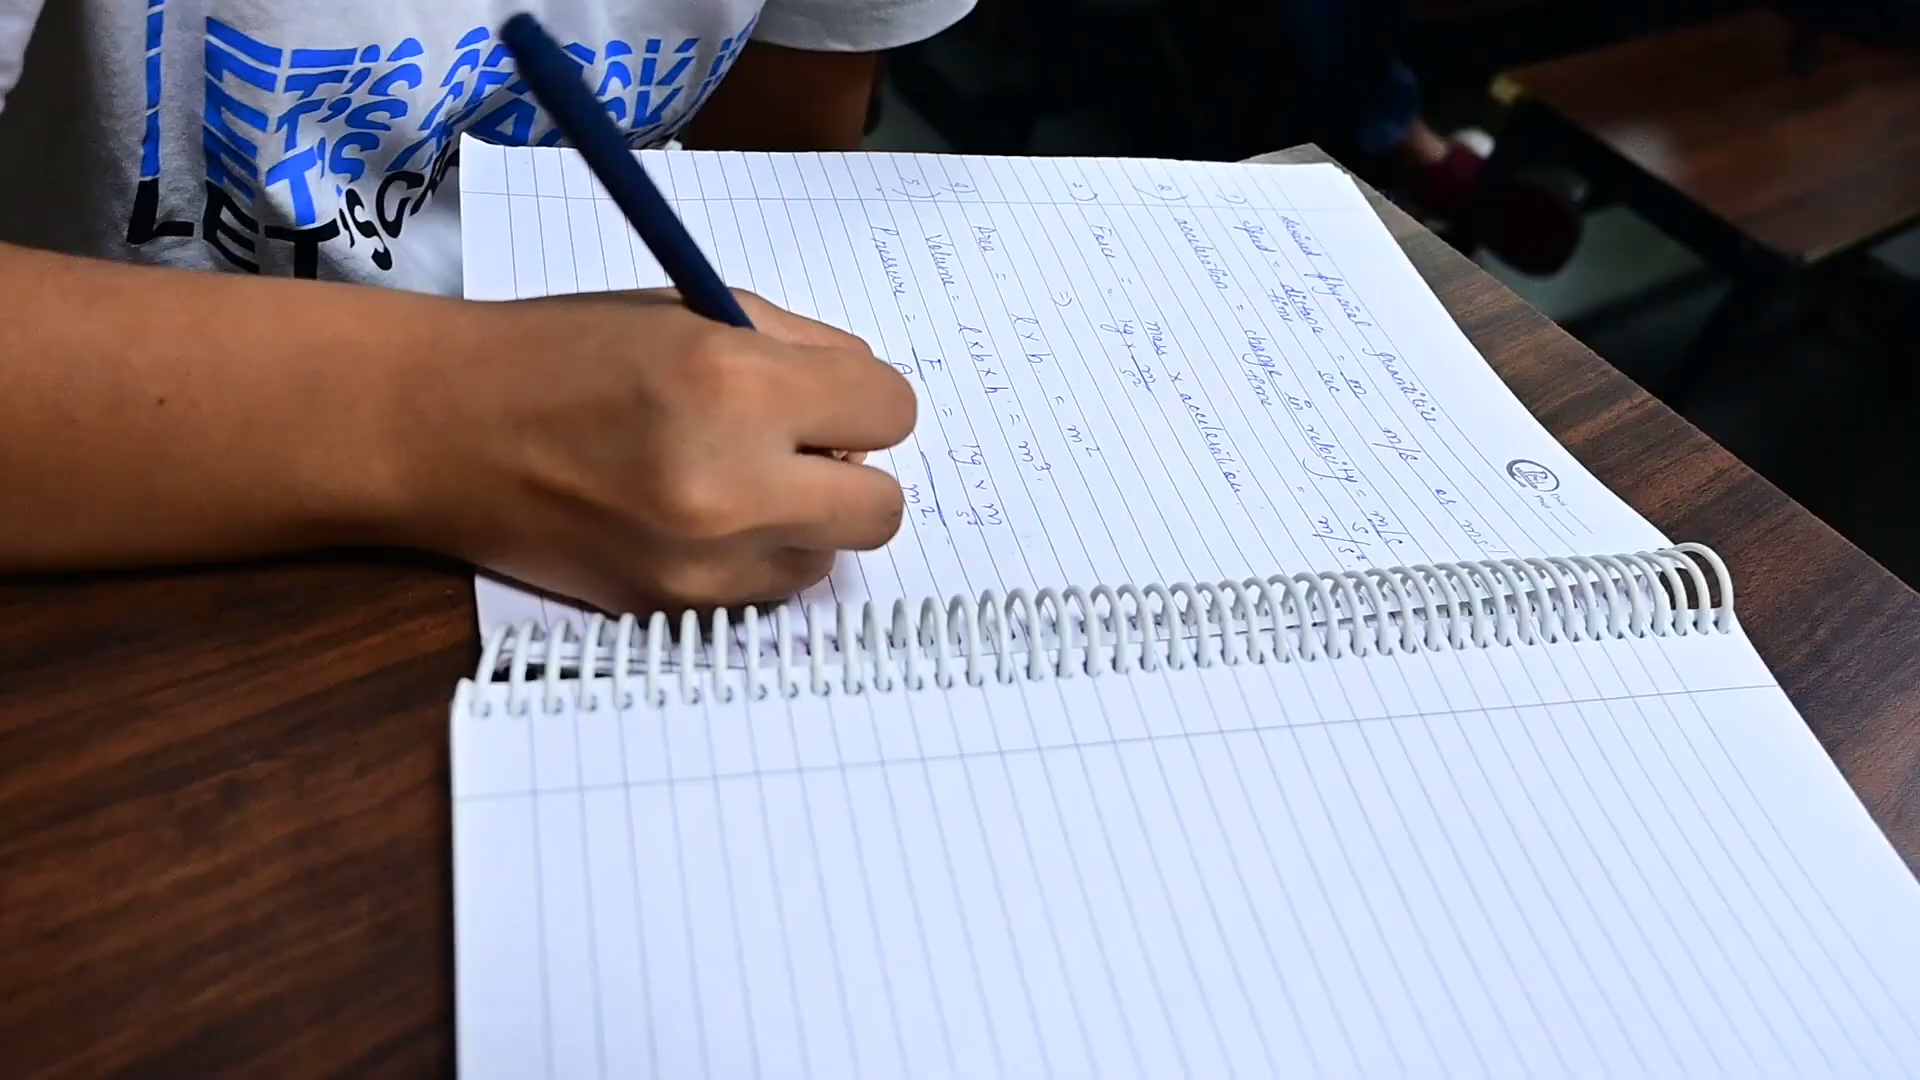 LET'S CRACK IT
LET'S CRACK
LET'S C
LET'S C
derived physical quantities.
1) Speed = distance/time = m/sec m/s or ms⁻¹
2) acceleration = change in velocity/time = m/s/s = m/s².
3) Force = mass × acceleration.
= kg × m/s²
⇒
4) Area = l × b = m²
Volume = l × b × h = m³.
5) Pressure = F/A = kg × m/s² / m².